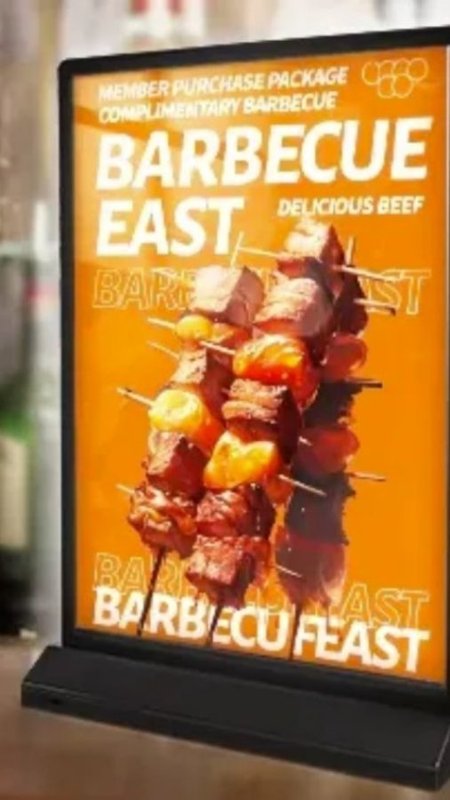 MEMBER PURCHASE PACKAGE
COMPLIMENTARY BARBECUE
BARBECUE
EAST
DELICIOUS BEEF
BARBECU FEAST